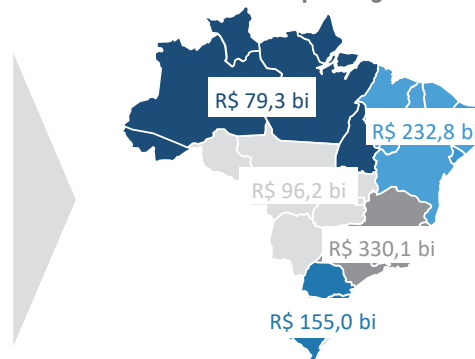 R$ 79,3 bi
R$ 232,8 bi
R$ 96,2 bi
R$ 330,1 bi
R$ 155,0 bi